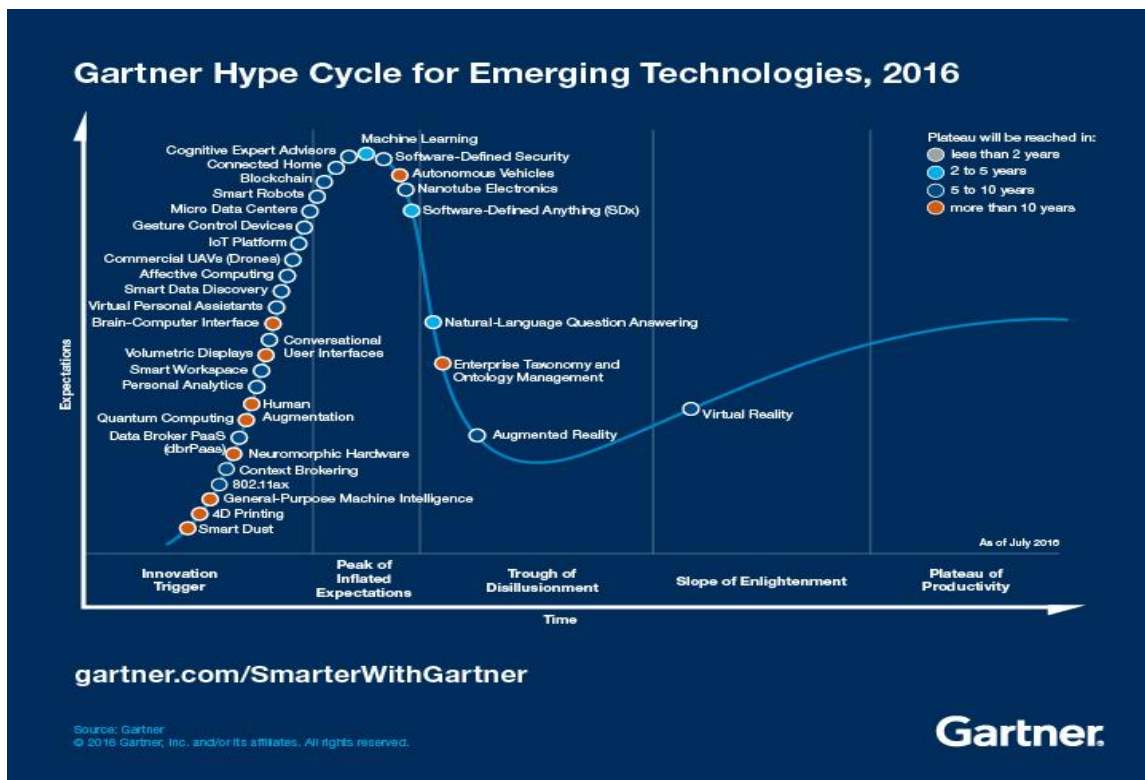 Gartner Hype Cycle for Emerging Technologies, 2016
Expectations
Plateau will be reached in:
less than 2 years
2 to 5 years
5 to 10 years
more than 10 years
Machine Learning
Cognitive Expert Advisors
Software-Defined Security
Connected Home
Autonomous Vehicles
Blockchain
Nanotube Electronics
Smart Robots
Micro Data Centers
Software-Defined Anything (SDx)
Gesture Control Devices
IoT Platform
Commercial UAVs (Drones)
Affective Computing
Smart Data Discovery
Virtual Personal Assistants
Brain-Computer Interface
Natural-Language Question Answering
Conversational
User Interfaces
Volumetric Displays
Enterprise Taxonomy and
Ontology Management
Smart Workspace
Personal Analytics
Human
Augmentation
Virtual Reality
Quantum Computing
Data Broker PaaS
(dbrPaas)
Augmented Reality
Neuromorphic Hardware
Context Brokering
802.11ax
General-Purpose Machine Intelligence
4D Printing
Smart Dust
As of July 2016
Innovation
Trigger
Peak of
Inflated
Expectations
Trough of
Disillusionment
Slope of Enlightenment
Plateau of
Productivity
Time
gartner.com/SmarterWithGartner
Source: Gartner
© 2016 Gartner, Inc. and/or its affiliates. All rights reserved.
Gartner.